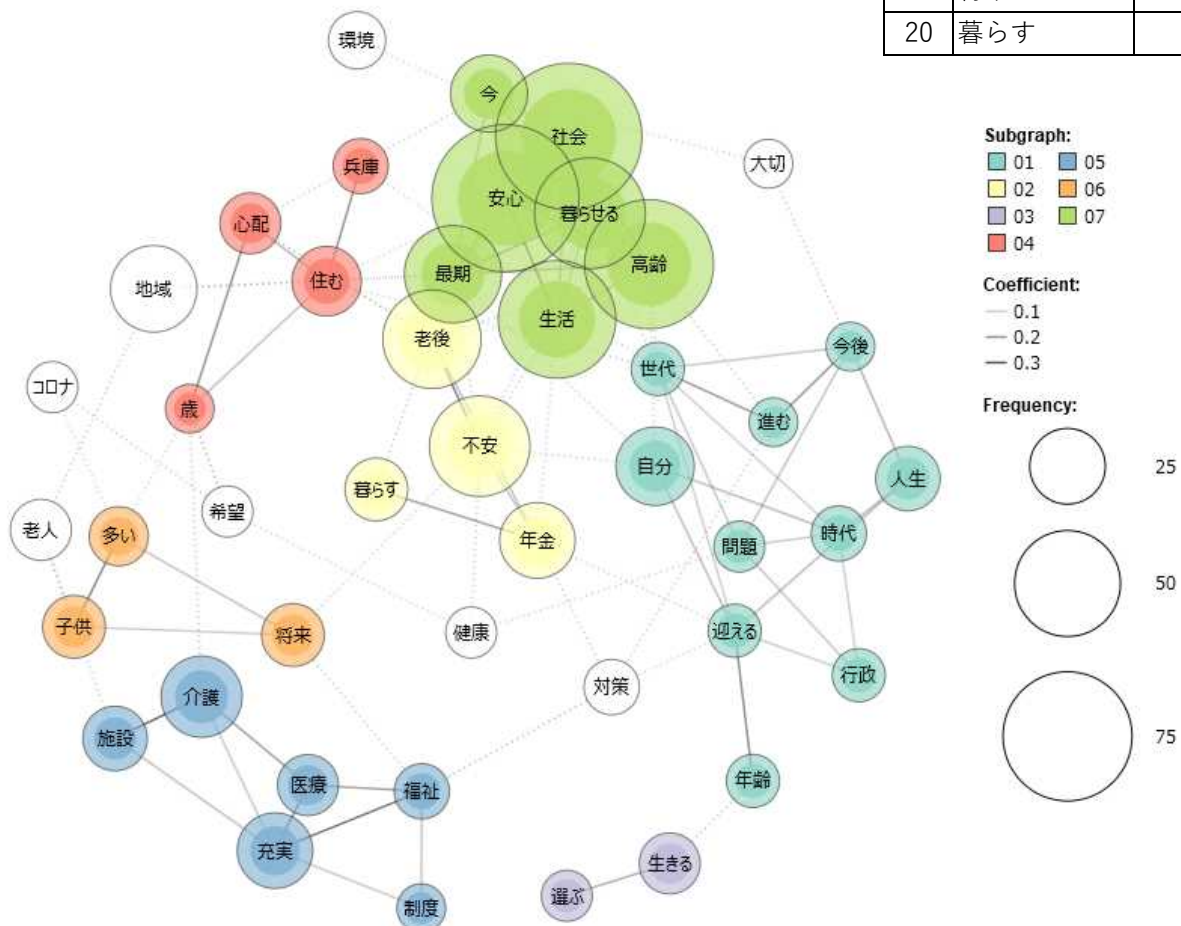 20 暮らす
環境
今
社会
大切
兵庫
安心
暮らせる
心配
住む
最期
高齢
地域
生活
老後
世代
今後
コロナ
歳
進む
不安
自分
人生
暮らす
希望
老人
多い
年金
問題
時代
子供
将来
健康
迎える
行政
対策
介護
施設
医療
福祉
年齢
充実
生きる
選ぶ
制度
Subgraph:
01 05
02 06
03 07
04
Coefficient:
0.1
0.2
0.3
Frequency:
25
50
75